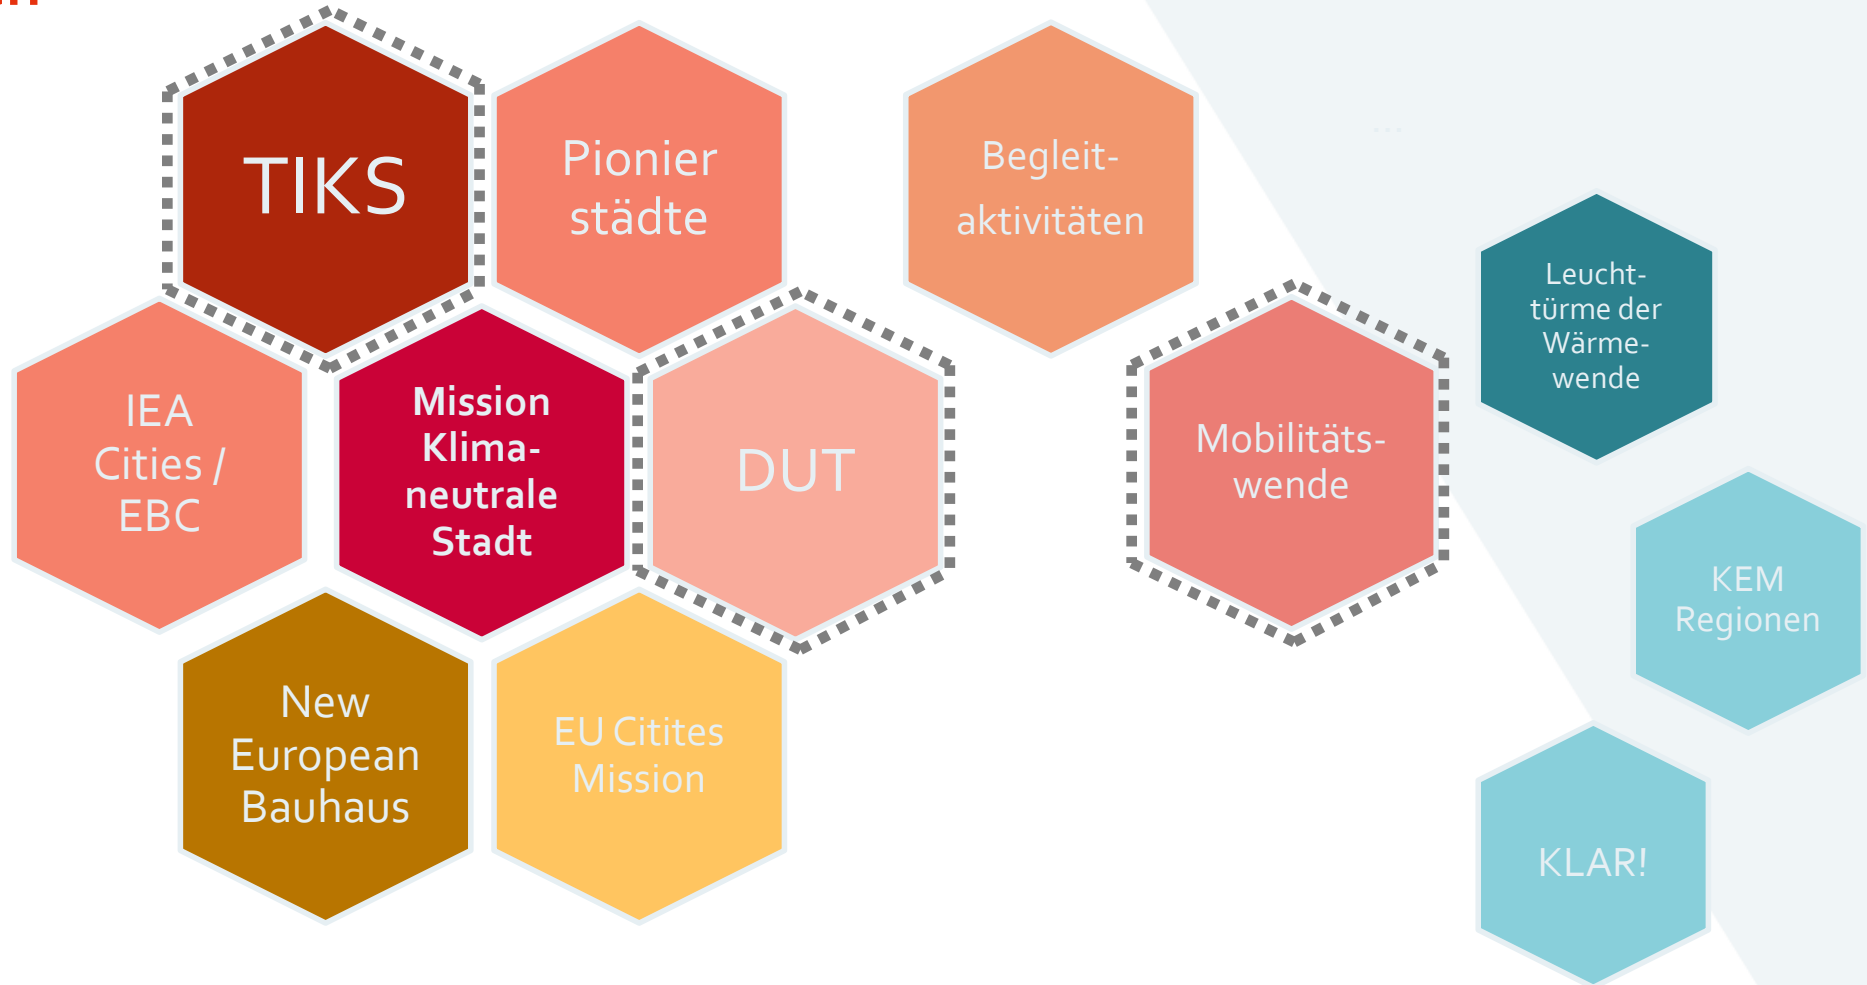 TIKS
Pionier
städte
Begleit-
aktivitäten
...
Leucht-
türme der
Wärme-
wende
IEA
Cities /
EBC
Mission
Klima-
neutrale
Stadt
DUT
Mobilitäts-
wende
KEM
Regionen
New
European
Bauhaus
EU Citites
Mission
KLAR!